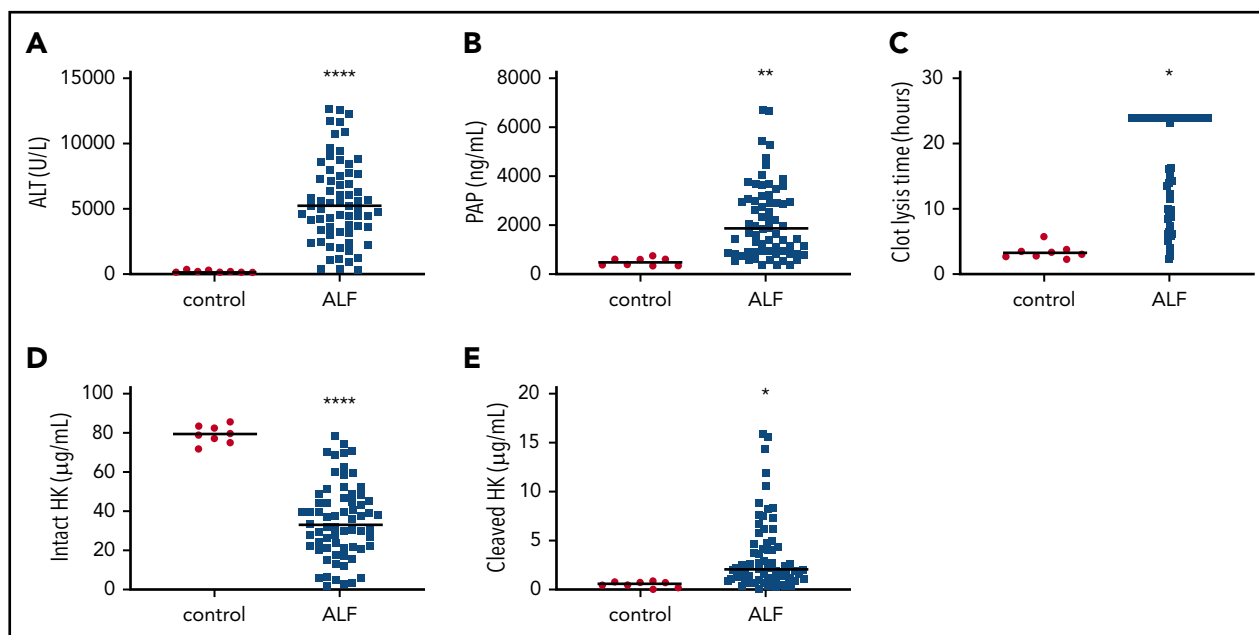 A
ALT (U/L)
15000
10000
5000
0
****
control
ALF
B
PAP (ng/mL)
8000
6000
4000
2000
0
**
control
ALF
C
Clot lysis time (hours)
30
20
10
0
*
control
ALF
D
Intact HK (μg/mL)
100
80
60
40
20
0
****
control
ALF
E
Cleaved HK (μg/mL)
20
15
10
5
0
*
control
ALF